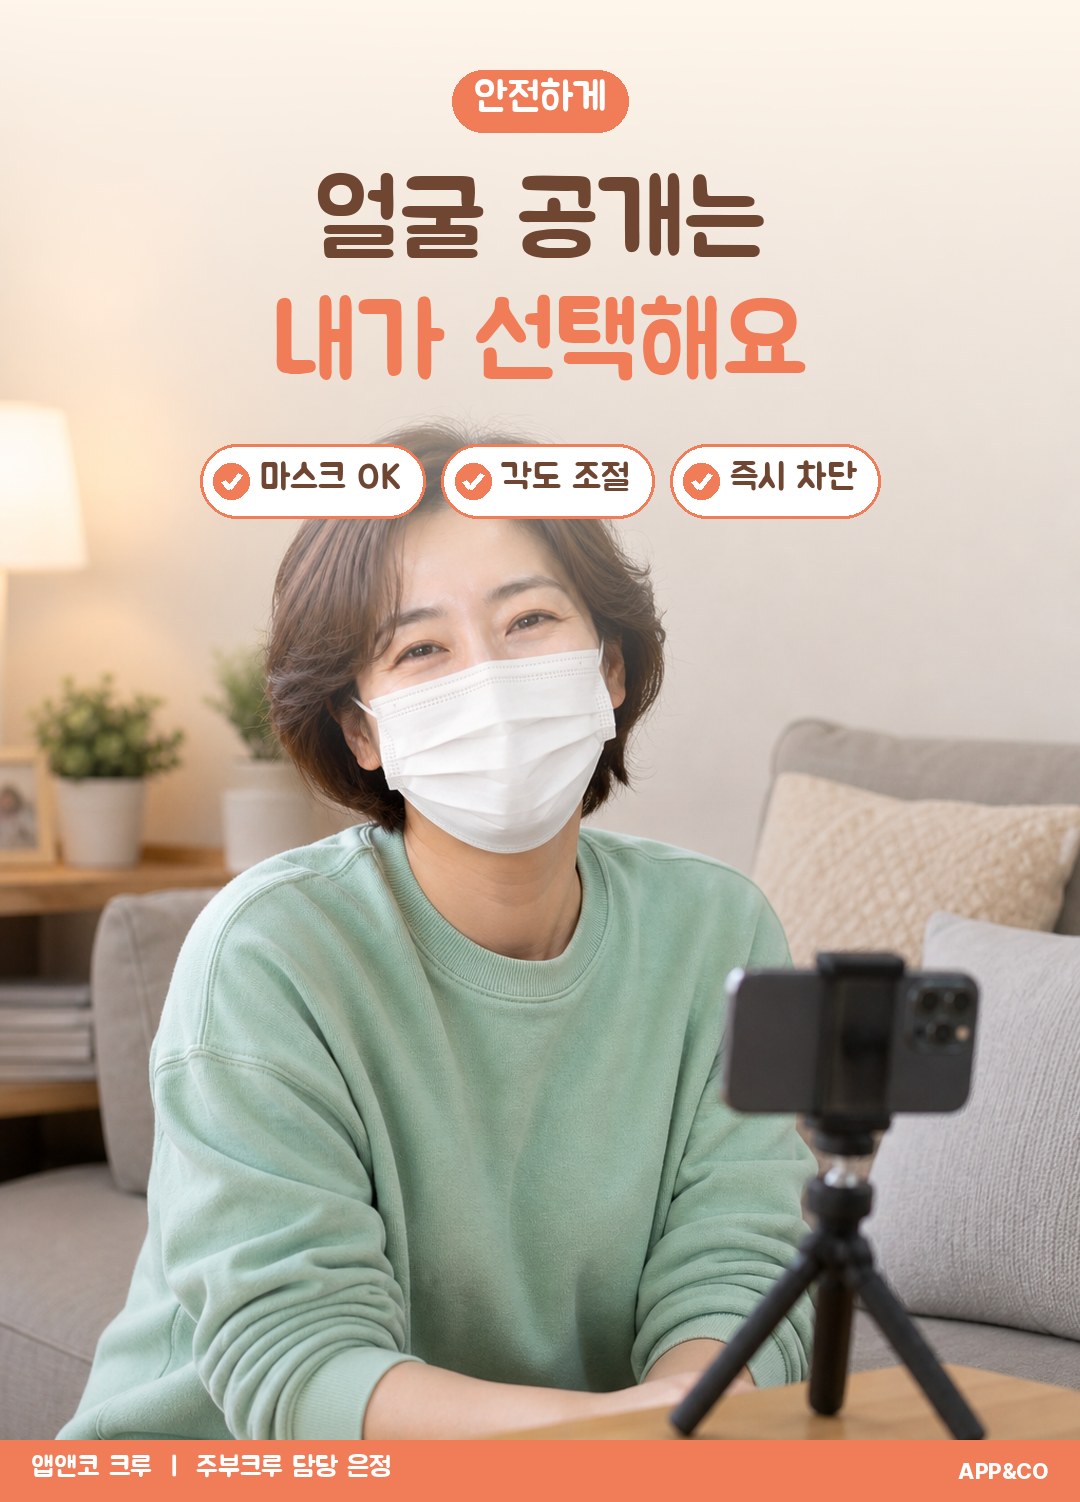 안전하게
얼굴 공개는
내가 선택해요
마스크 OK
각도 조절
즉시 차단
앱앤코 크루 | 주부크루 담당 은정
APP&CO